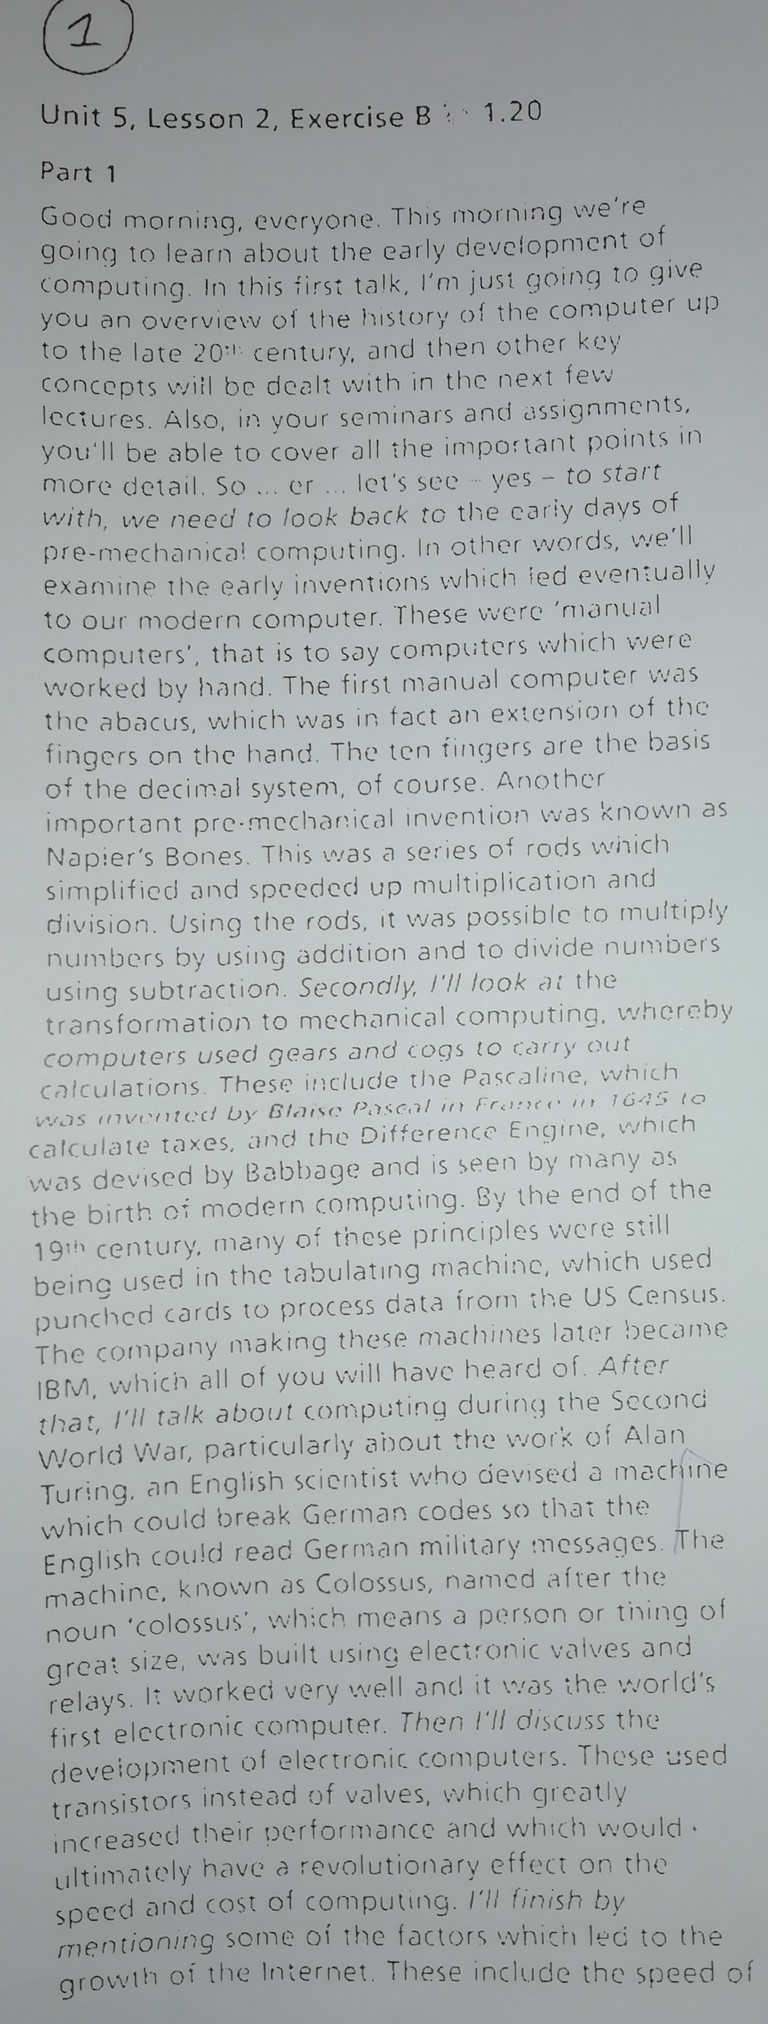 1
Unit 5, Lesson 2, Exercise B 1.20
Part 1
Good morning, everyone. This morning we're
going to learn about the early development of
computing. In this first talk, I'm just going to give
you an overview of the history of the computer up
to the late 20th century, and then other key
concepts will be dealt with in the next few
lectures. Also, in your seminars and assignments,
you'll be able to cover all the important points in
more detail. So ... er ... let's see – yes – to start
with, we need to look back to the early days of
pre-mechanical computing. In other words, we'll
examine the early inventions which led eventually
to our modern computer. These were 'manual
computers', that is to say computers which were
worked by hand. The first manual computer was
the abacus, which was in fact an extension of the
fingers on the hand. The ten fingers are the basis
of the decimal system, of course. Another
important pre-mechanical invention was known as
Napier's Bones. This was a series of rods which
simplified and speeded up multiplication and
division. Using the rods, it was possible to multiply
numbers by using addition and to divide numbers
using subtraction. Secondly, I'll look at the
transformation to mechanical computing, whereby
computers used gears and cogs to carry out
calculations. These include the Pascaline, which
was invented by Blaise Pascal in France in 1645 to
calculate taxes, and the Difference Engine, which
was devised by Babbage and is seen by many as
the birth of modern computing. By the end of the
19th century, many of these principles were still
being used in the tabulating machine, which used
punched cards to process data from the US Census.
The company making these machines later became
IBM, which all of you will have heard of. After
that, I'll talk about computing during the Second
World War, particularly about the work of Alan
Turing, an English scientist who devised a machine
which could break German codes so that the
English could read German military messages. The
machine, known as Colossus, named after the
noun 'colossus', which means a person or thing of
great size, was built using electronic valves and
relays. It worked very well and it was the world's
first electronic computer. Then I'll discuss the
development of electronic computers. These used
transistors instead of valves, which greatly
increased their performance and which would
ultimately have a revolutionary effect on the
speed and cost of computing. I'll finish by
mentioning some of the factors which led to the
growth of the Internet. These include the speed of